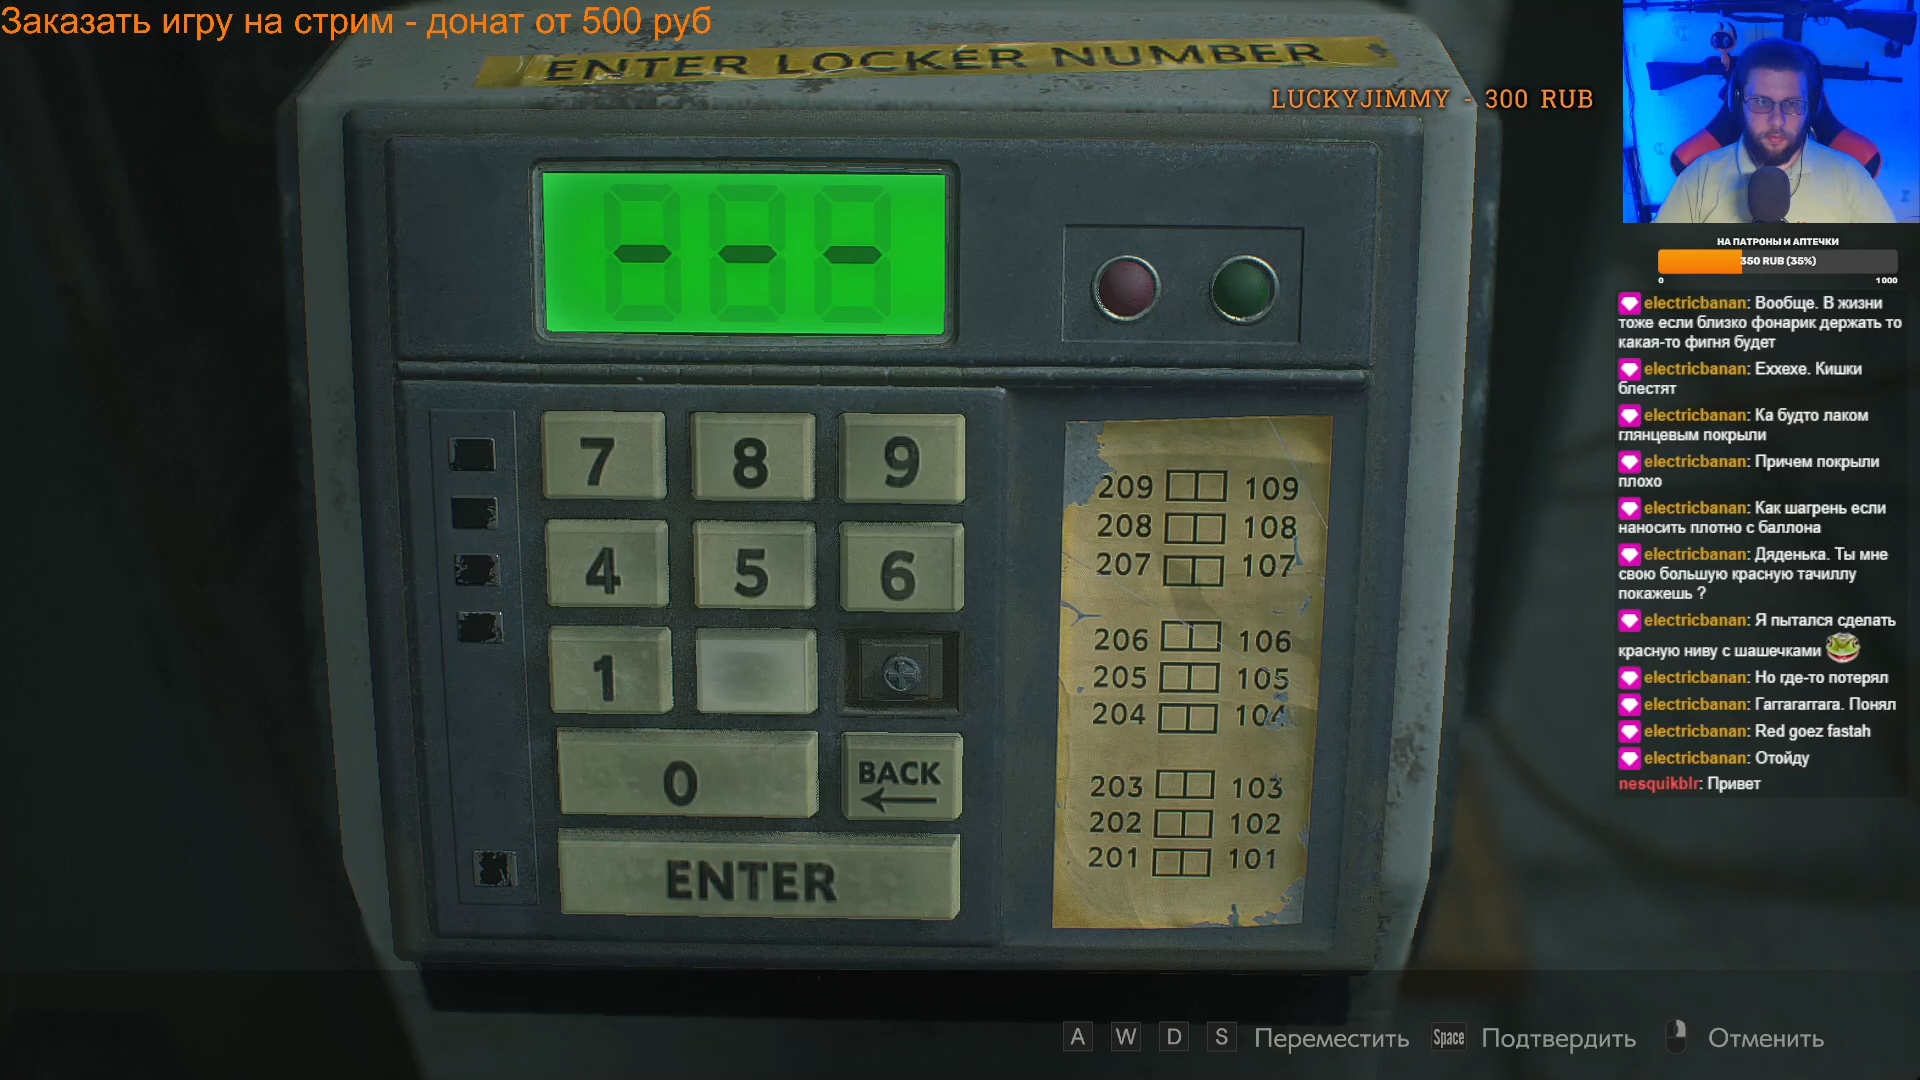 Заказать игру на стрим - донат от 500 руб
ENTER LOCKER NUMBER
LUCKYJIMMY - 300 RUB
7 8 9
4 5 6
1
0 BACK
ENTER
209 109
208 108
207 107
206 106
205 105
204 104
203 103
202 102
201 101
НА ПАТРОНЫ И АПТЕЧКИ
350 RUB (35%)
0 1000
electricbanan: Вообще. В жизни
тоже если близко фонарик держать то
какая-то фигня будет
electricbanan: Еххехе. Кишки
блестят
electricbanan: Ка будто лаком
глянцевым покрыли
electricbanan: Причем покрыли
плохо
electricbanan: Как шагрень если
наносить плотно с баллона
electricbanan: Дяденька. Ты мне
свою большую красную тачиллу
покажешь ?
electricbanan: Я пытался сделать
красную ниву с шашечками
electricbanan: Но где-то потерял
electricbanan: Гаггагаггага. Понял
electricbanan: Red goez fastah
electricbanan: Отойду
nesquikblr: Привет
A W D S Переместить Space Подтвердить Отменить